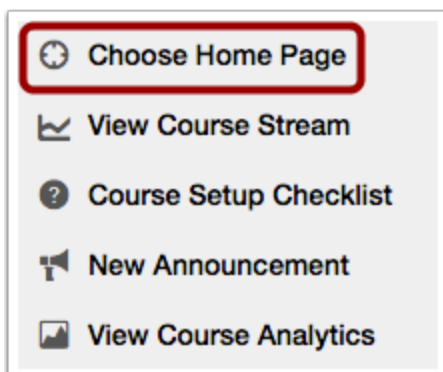 Choose Home Page
View Course Stream
Course Setup Checklist
New Announcement
View Course Analytics